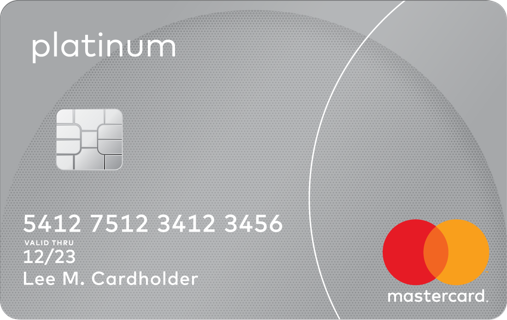 platinum
5412 7512 3412 3456
VALID THRU
12/23
Lee M. Cardholder
mastercard.